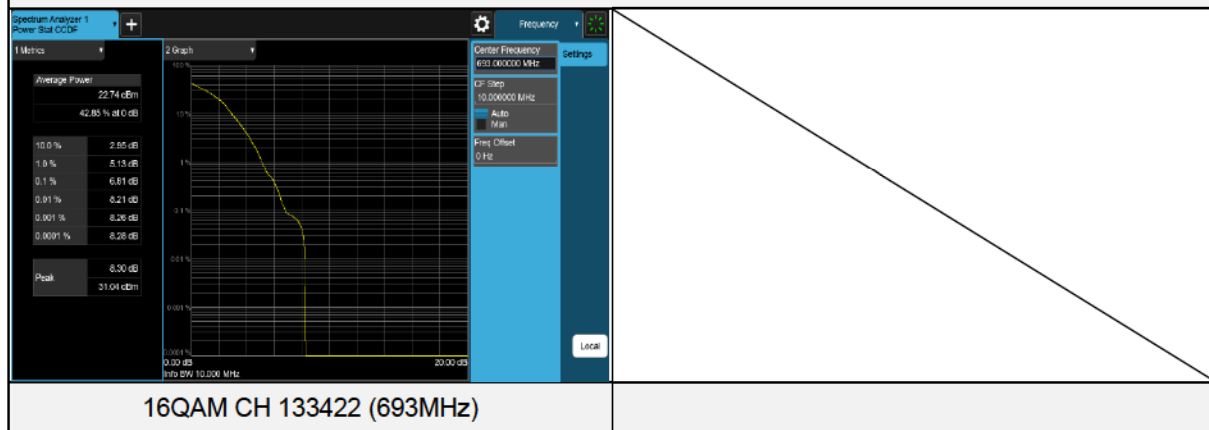 Spectrum Analyzer 1
Power Stat CCDF
+
Frequency
1 Metrics
2 Graph
Average Power
22.74 dBm
42.85 % at 0 dB
10.0 %
2.95 dB
1.0 %
5.13 dB
0.1 %
6.81 dB
0.01 %
8.21 dB
0.001 %
8.26 dB
0.0001 %
8.28 dB
Peak
8.30 dB
31.04 dBm
100 %
10 %
1 %
0.1 %
0.01 %
0.001 %
0.0001 %
0.00 dB
20.00 dB
Info BW 10.000 MHz
Center Frequency
693.000000 MHz
Settings
CF Step
10.000000 MHz
Auto
Man
Freq Offset
0 Hz
Local
16QAM CH 133422 (693MHz)